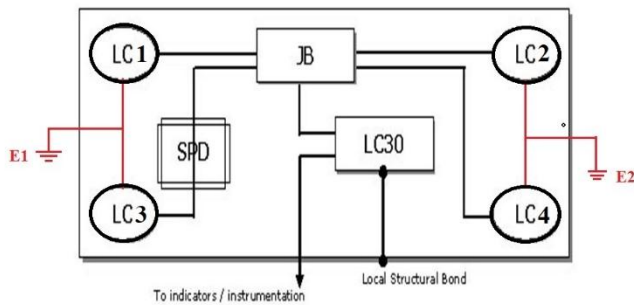 LC1
JB
LC2
E1
SPD
LC30
E2
LC3
LC4
Local Structural Bond
To indicators / instrumentation